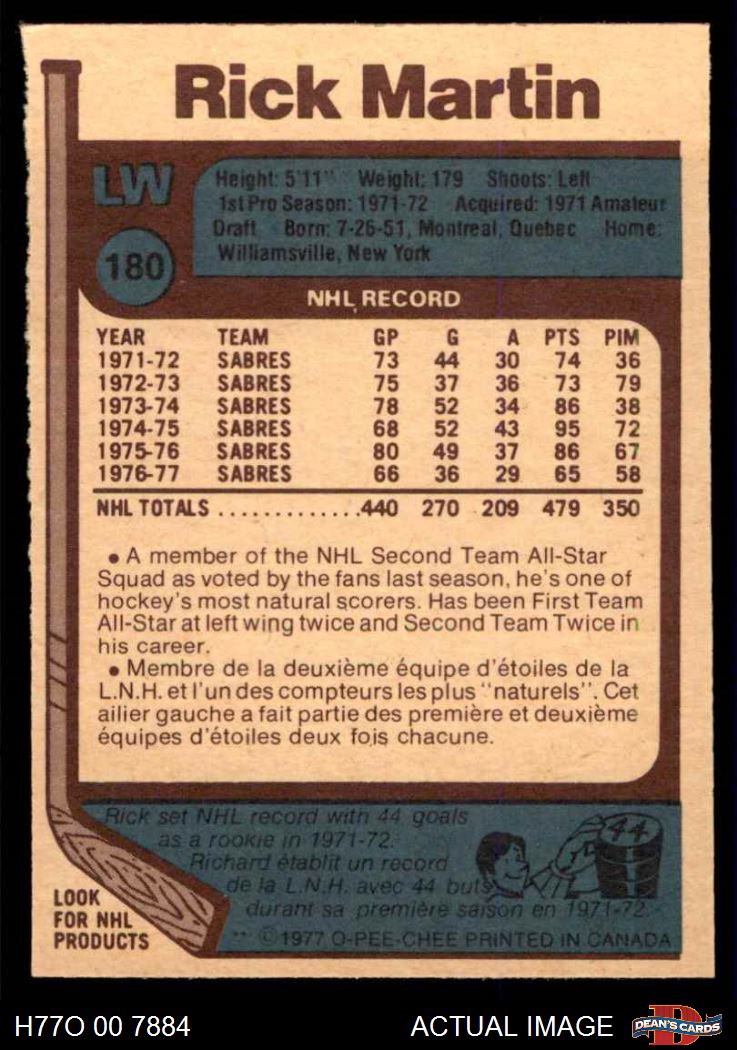 Rick Martin
LW
Height: 5'11" Weight: 179 Shoots: Left
1st Pro Season: 1971-72 Acquired: 1971 Amateur
Draft Born: 7-26-51, Montreal, Quebec Home:
Williamsville, New York
180
NHL RECORD
YEAR TEAM GP G A PTS PIM
1971-72 SABRES 73 44 30 74 36
1972-73 SABRES 75 37 36 73 79
1973-74 SABRES 78 52 34 86 38
1974-75 SABRES 68 52 43 95 72
1975-76 SABRES 80 49 37 86 67
1976-77 SABRES 66 36 29 65 58
NHL TOTALS .............440 270 209 479 350
• A member of the NHL Second Team All-Star
Squad as voted by the fans last season, he's one of
hockey's most natural scorers. Has been First Team
All-Star at left wing twice and Second Team Twice in
his career.
• Membre de la deuxième équipe d'étoiles de la
L.N.H. et l'un des compteurs les plus "naturels". Cet
ailier gauche a fait partie des première et deuxième
équipes d'étoiles deux fois chacune.
Rick set NHL record with 44 goals
as a rookie in 1971-72.
Richard établit un record
de la L.N.H. avec 44 buts
durant sa première saison en 1971-72.
44
LOOK
FOR NHL
PRODUCTS
©1977 O-PEE-CHEE PRINTED IN CANADA
H77O 00 7884
ACTUAL IMAGE
DEAN'S CARDS